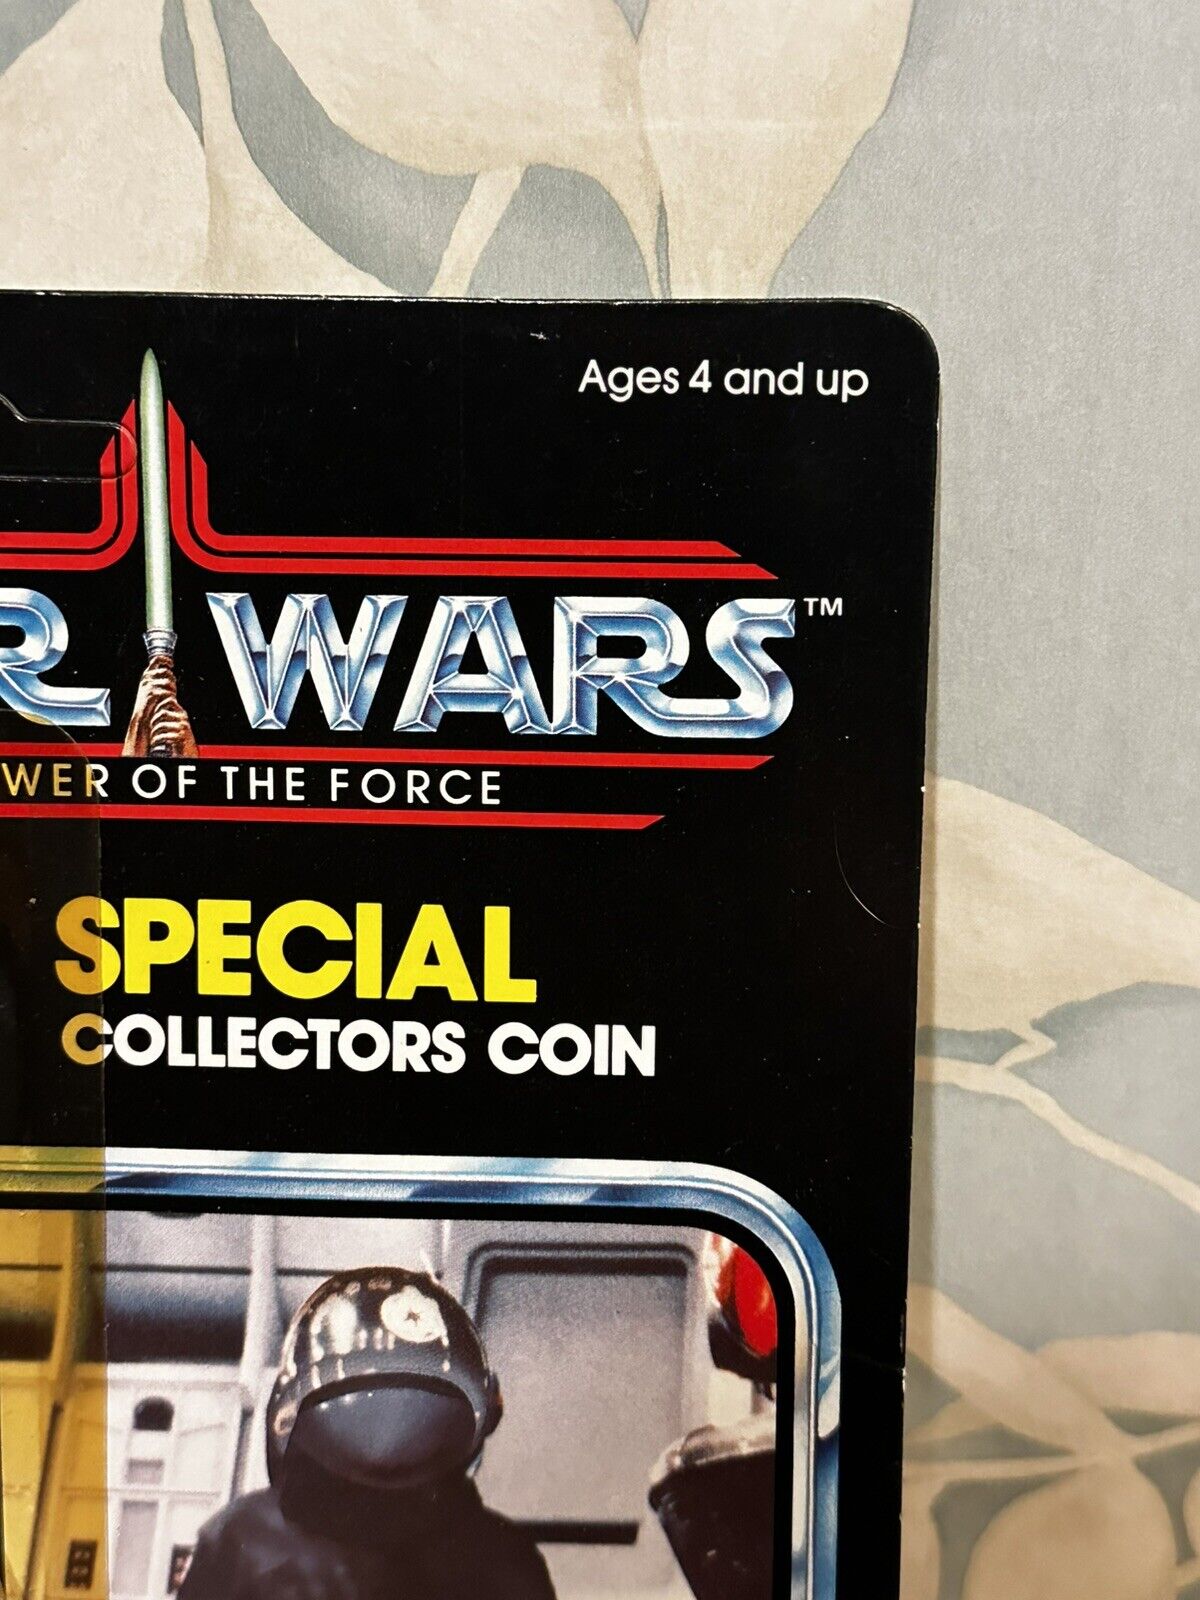 Ages 4 and up
R WARS™
WER OF THE FORCE
SPECIAL
COLLECTORS COIN